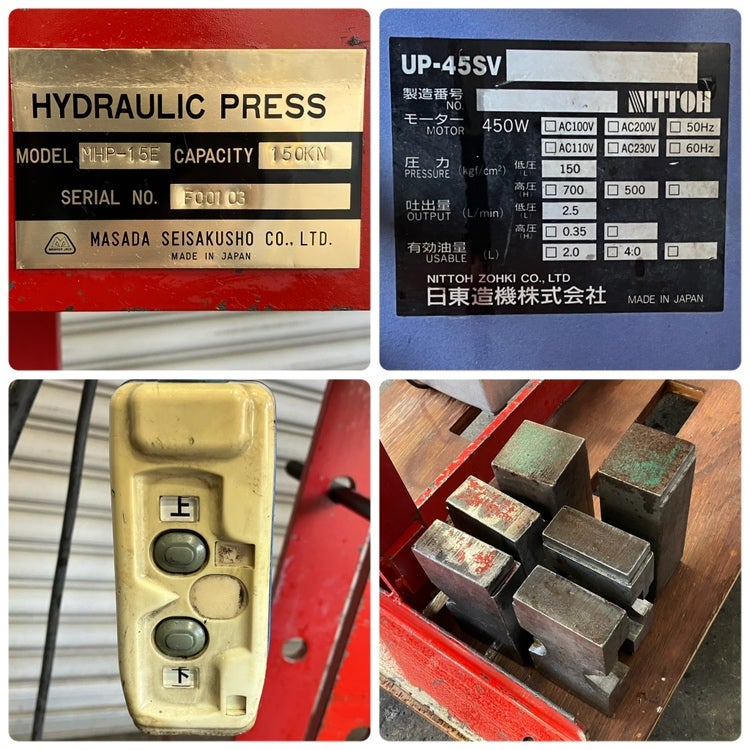 HYDRAULIC PRESS
MODEL MHP-15E CAPACITY 150KN
SERIAL NO. F00103
MASADA SEISAKUSHO CO., LTD.
MADE IN JAPAN
UP-45SV
製造番号
NO.
NITTOH
モーター
MOTOR 450W AC100V AC200V 50Hz
AC110V AC230V 60Hz
圧力 低圧
PRESSURE (kgf/cm²) (L) 150
高圧
(H) 700 500
吐出量 低圧
OUTPUT (L/min) (L) 2.5
高圧
(H) 0.35
有効油量
USABLE (L) 2.0 4.0
NITTOH ZOHKI CO., LTD
日東造機株式会社 MADE IN JAPAN
上
下